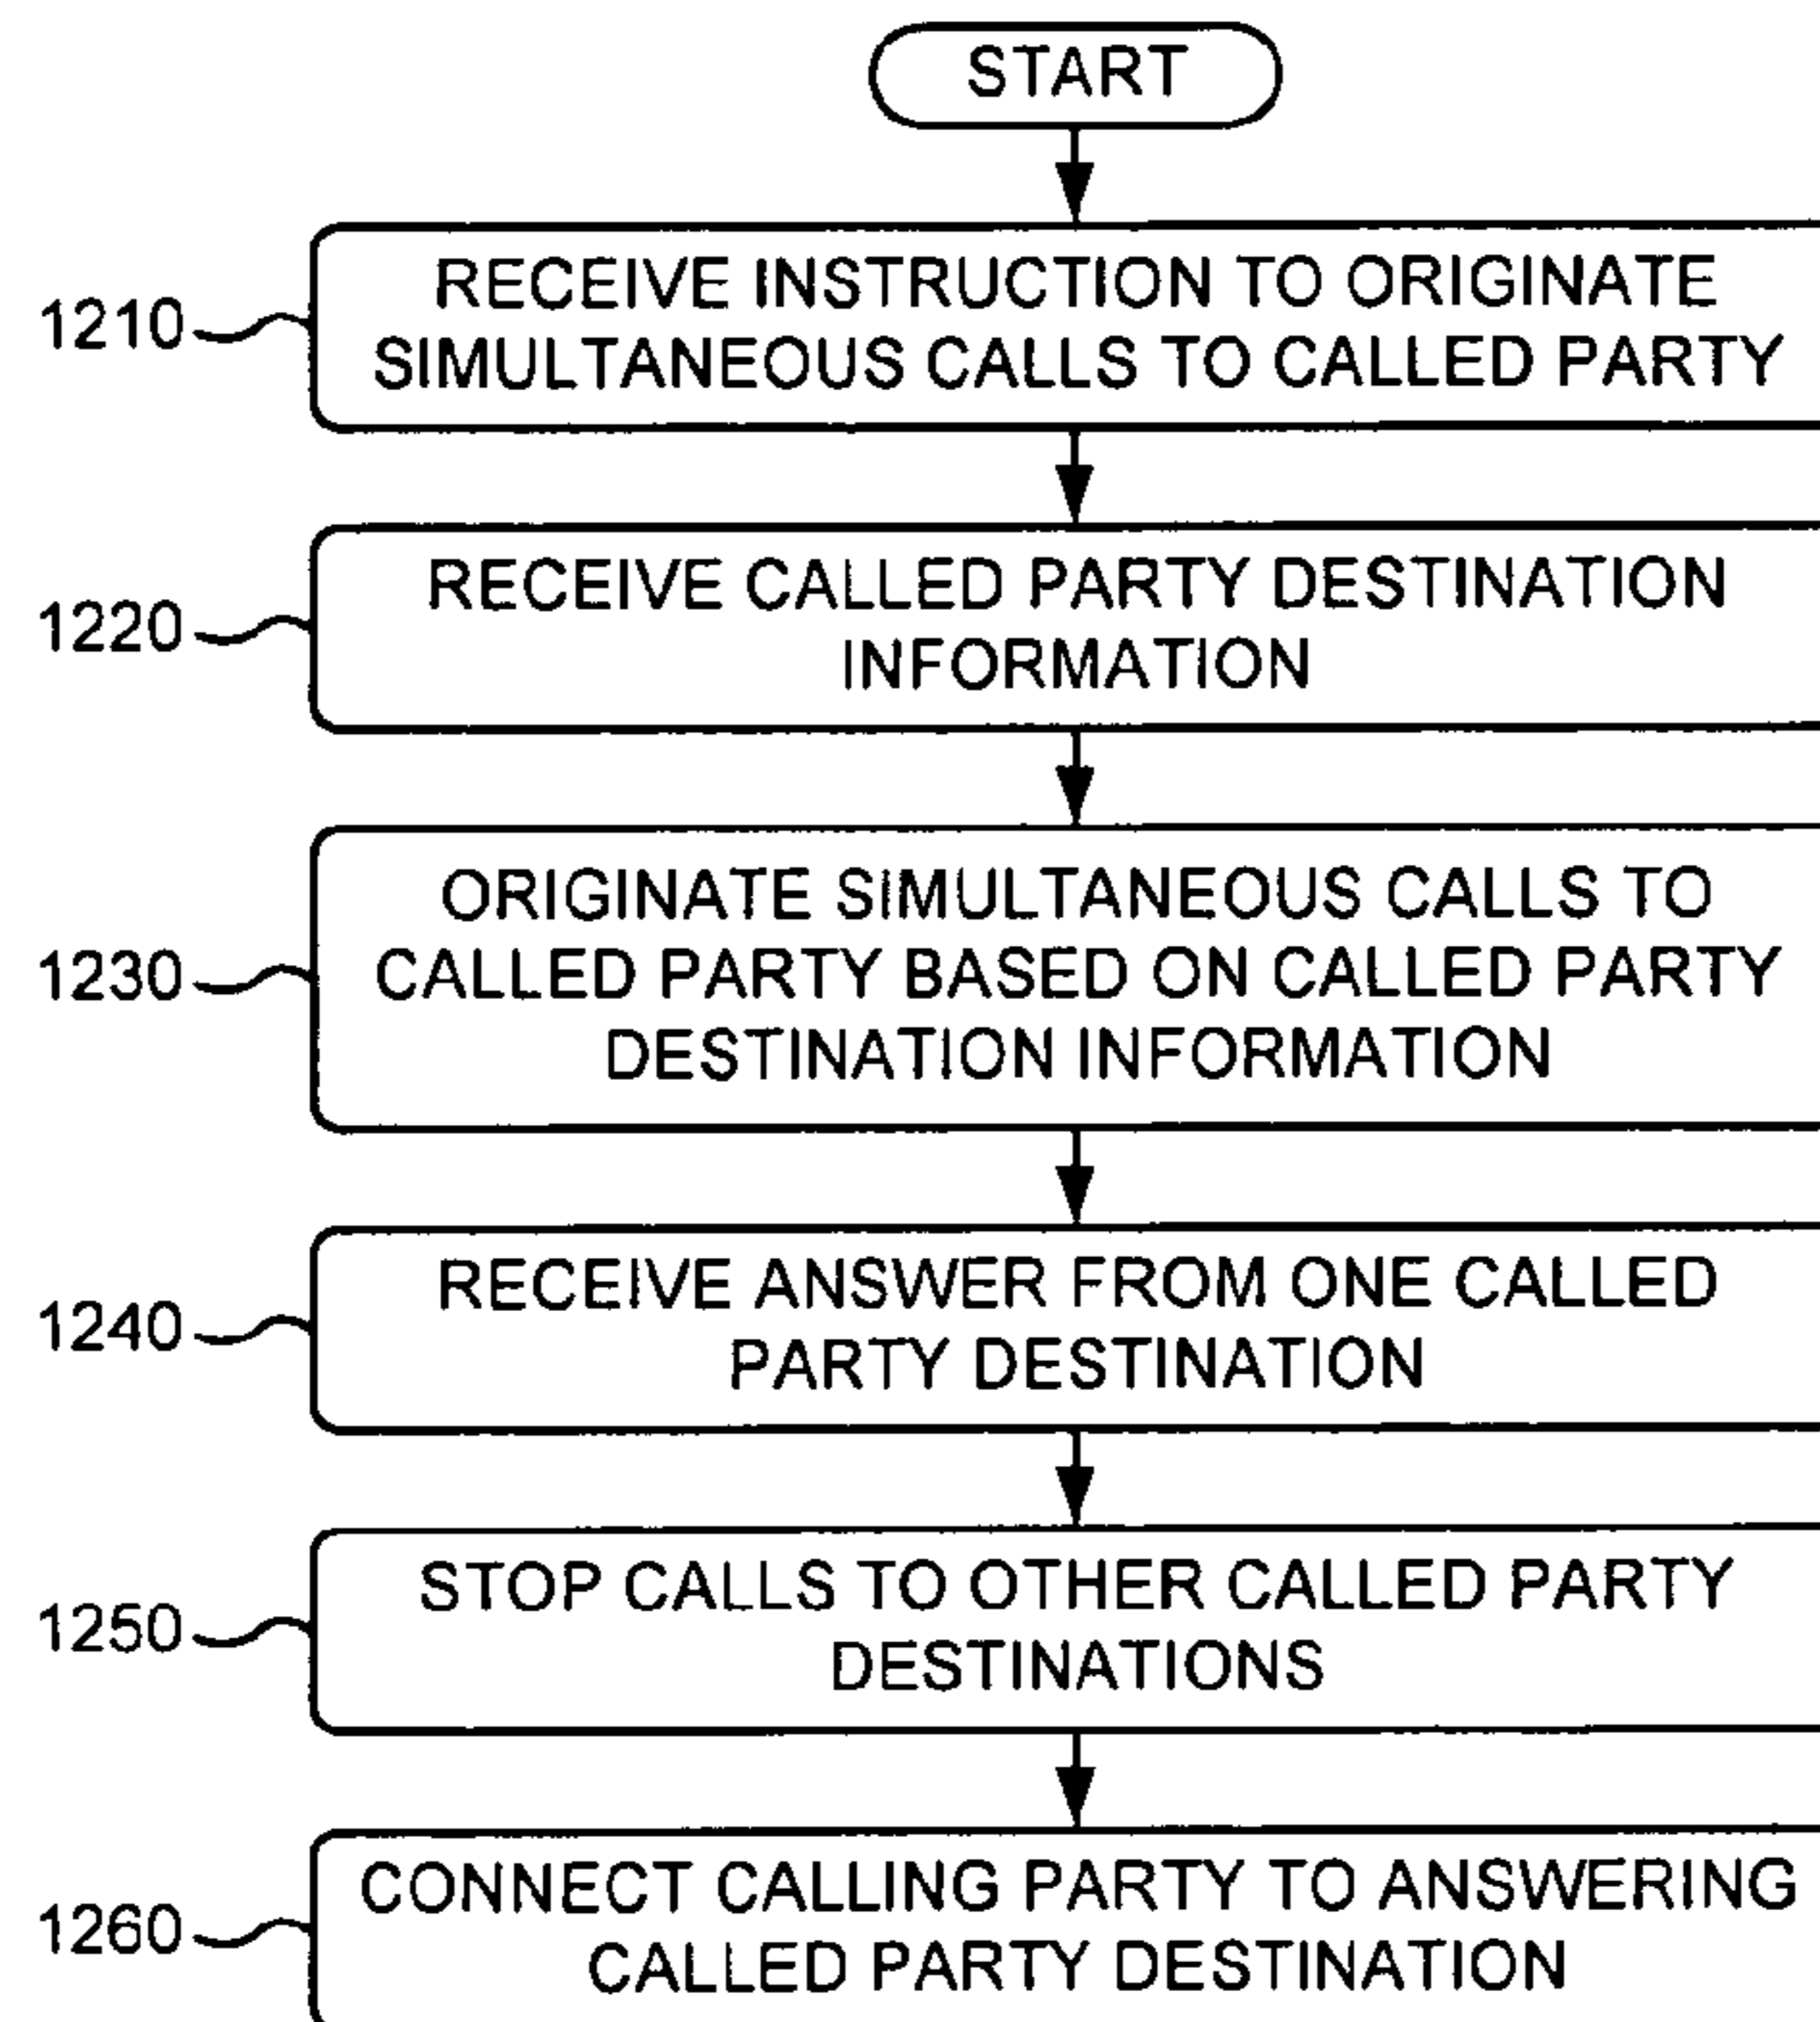 START
1210
RECEIVE INSTRUCTION TO ORIGINATE
SIMULTANEOUS CALLS TO CALLED PARTY
1220
RECEIVE CALLED PARTY DESTINATION
INFORMATION
1230
ORIGINATE SIMULTANEOUS CALLS TO
CALLED PARTY BASED ON CALLED PARTY
DESTINATION INFORMATION
1240
RECEIVE ANSWER FROM ONE CALLED
PARTY DESTINATION
1250
STOP CALLS TO OTHER CALLED PARTY
DESTINATIONS
1260
CONNECT CALLING PARTY TO ANSWERING
CALLED PARTY DESTINATION